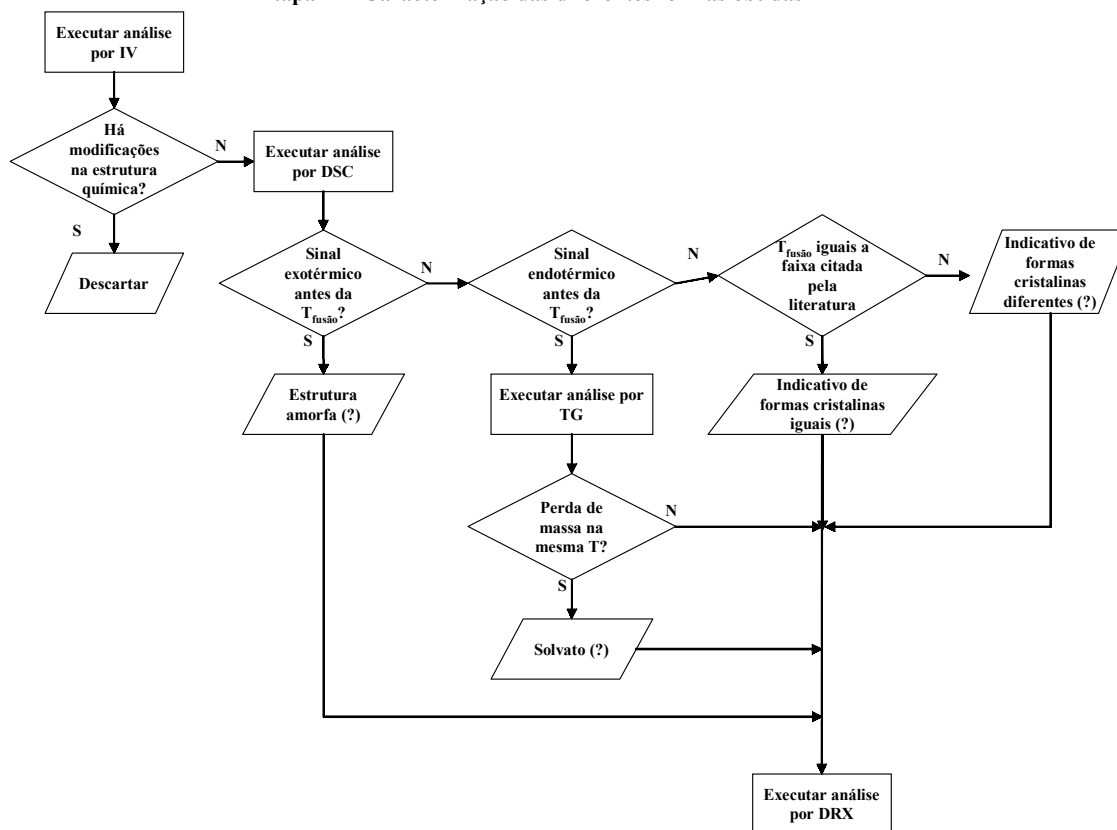 Executar análise
por IV
Há
modificações
na estrutura
química?
N
S
Descartar
Executar análise
por DSC
Sinal
exotérmico
antes da
Tfusão?
N
S
Estrutura
amorfa (?)
Sinal
endotérmico
antes da
Tfusão?
N
S
Executar análise por
TG
Perda de
massa na
mesma T?
N
S
Solvato (?)
Tfusão iguais a
faixa citada
pela
literatura
N
S
Indicativo de
formas cristalinas
iguais (?)
Indicativo de
formas
cristalinas
diferentes (?)
Executar análise
por DRX